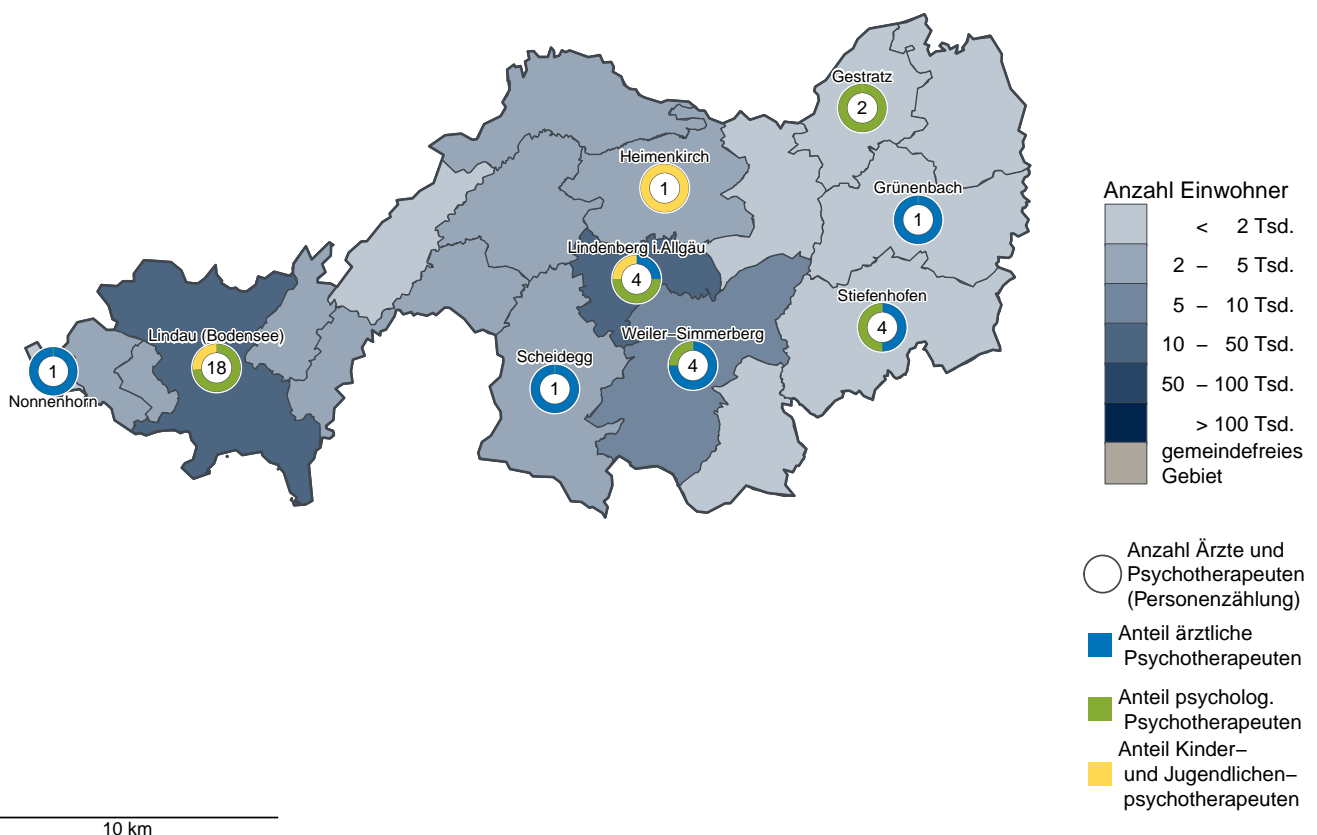 Gestratz
2
Heimenkirch
1
Grünenbach
1
Lindenberg i.Allgäu
4
Stiefenhofen
4
Weiler–Simmerberg
4
Lindau (Bodensee)
18
Scheidegg
1
1
Nonnenhorn
Anzahl Einwohner
< 2 Tsd.
2 – 5 Tsd.
5 – 10 Tsd.
10 – 50 Tsd.
50 – 100 Tsd.
> 100 Tsd.
gemeindefreies
Gebiet
Anzahl Ärzte und
Psychotherapeuten
(Personenzählung)
Anteil ärztliche
Psychotherapeuten
Anteil psycholog.
Psychotherapeuten
Anteil Kinder–
und Jugendlichen–
psychotherapeuten
10 km